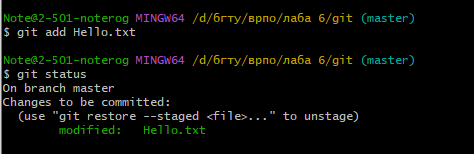 Note@2-501-noterog MINGW64 /d/бгту/врпо/лаба 6/git (master)
$ git add Hello.txt
Note@2-501-noterog MINGW64 /d/бгту/врпо/лаба 6/git (master)
$ git status
On branch master
Changes to be committed:
  (use "git restore --staged <file>..." to unstage)
        modified:   Hello.txt